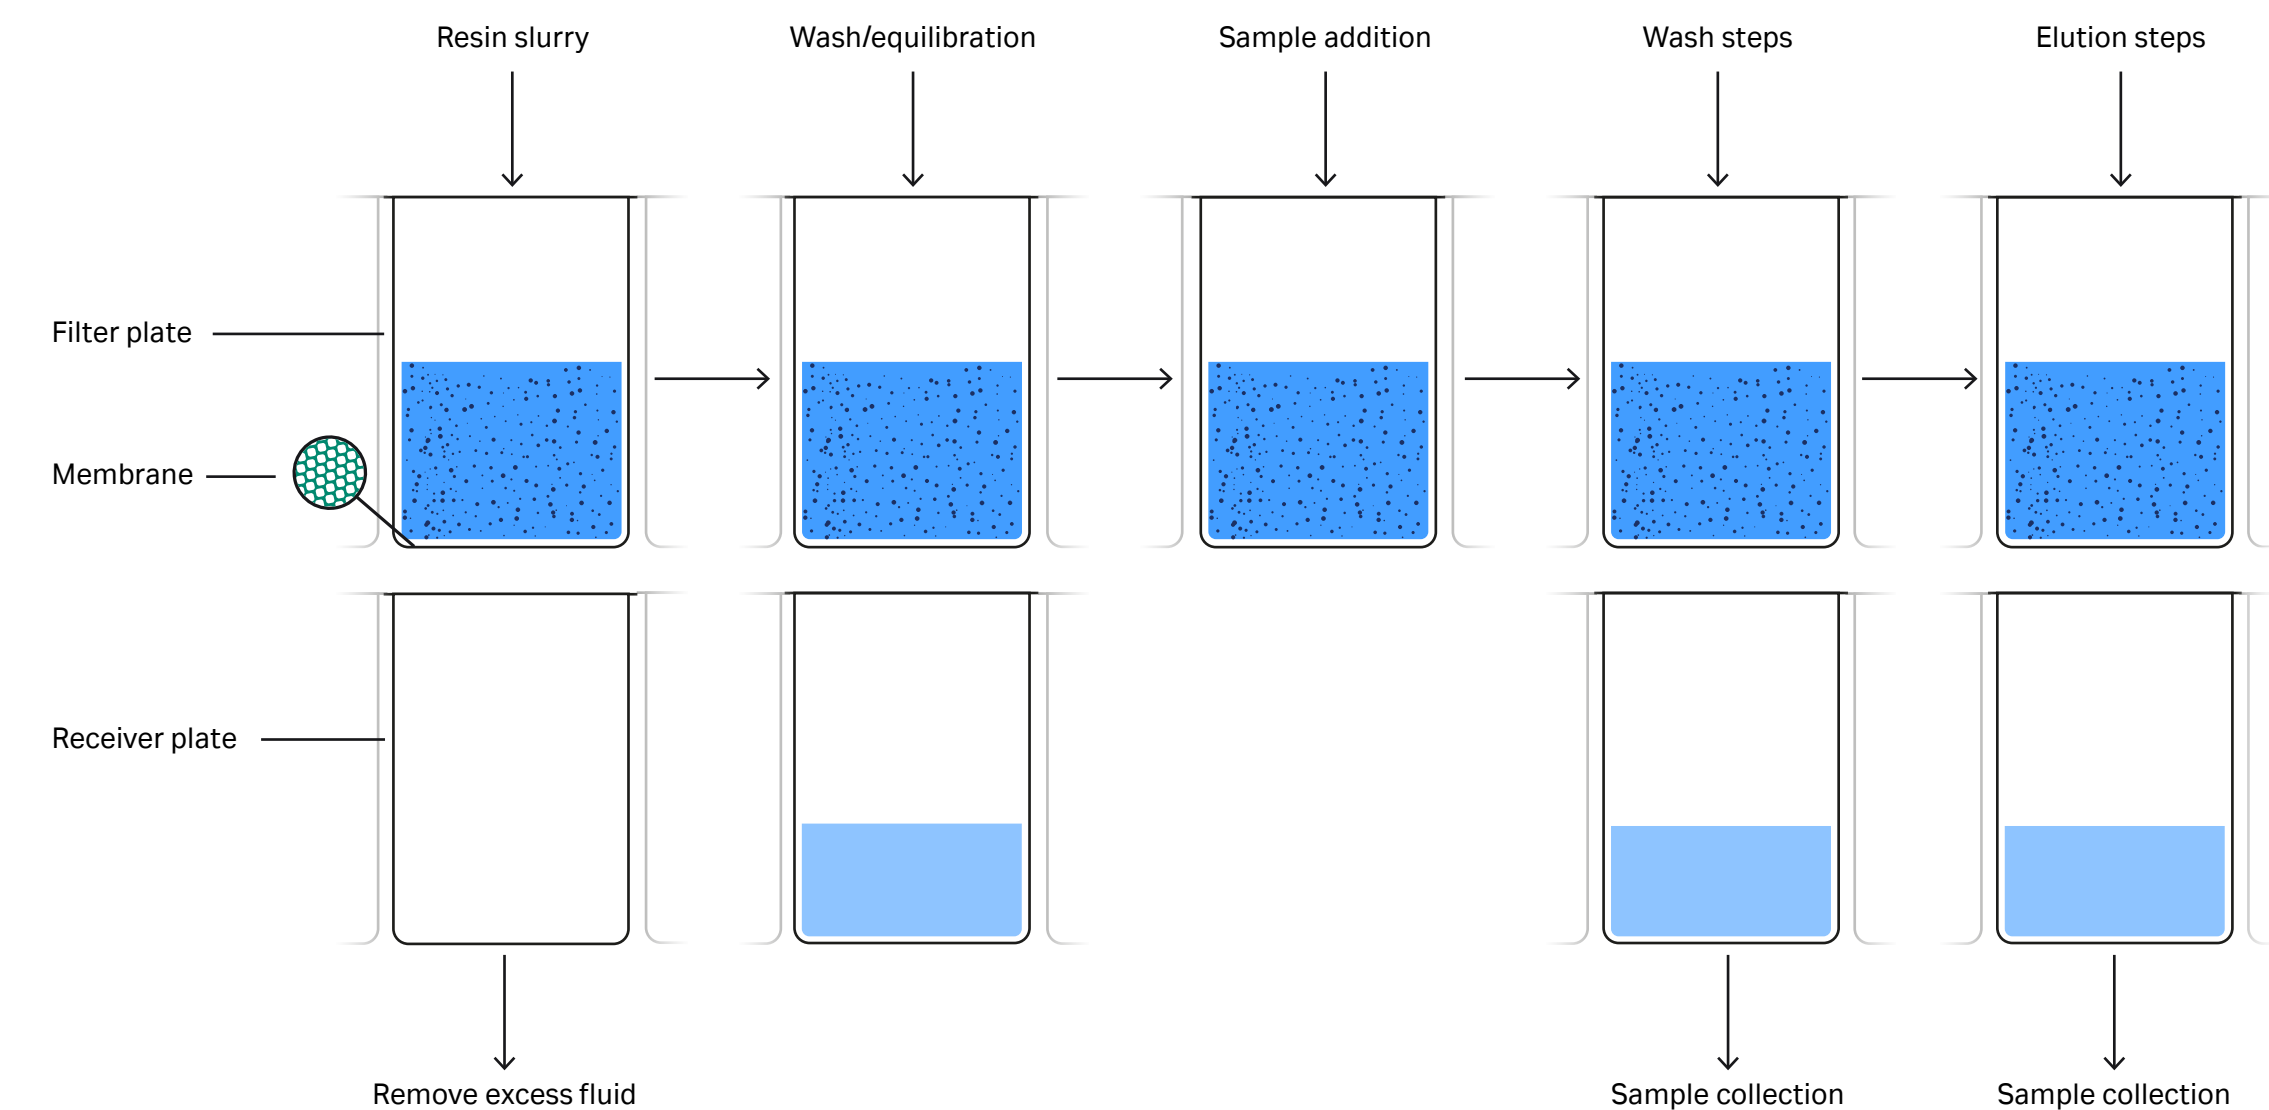 Resin slurry
Wash/equilibration
Sample addition
Wash steps
Elution steps
Filter plate
Membrane
Receiver plate
Remove excess fluid
Sample collection
Sample collection